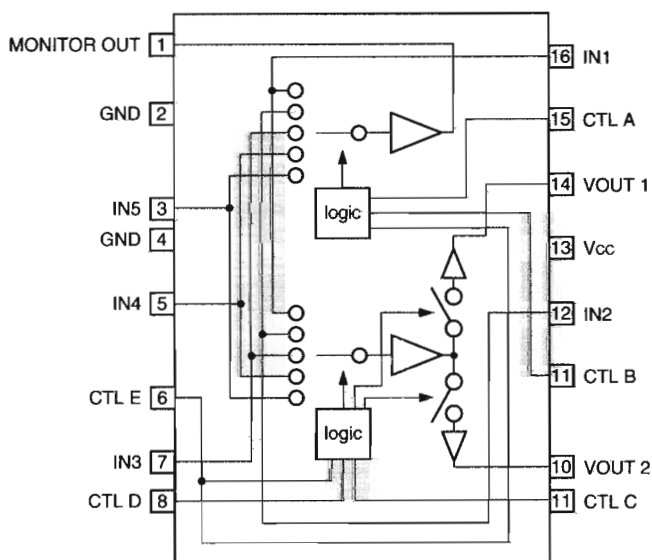 MONITOR OUT 1
16 IN1
GND 2
15 CTL A
14 VOUT 1
IN5 3
logic
GND 4
13 Vcc
IN4 5
12 IN2
11 CTL B
CTL E 6
logic
IN3 7
10 VOUT 2
CTL D 8
11 CTL C